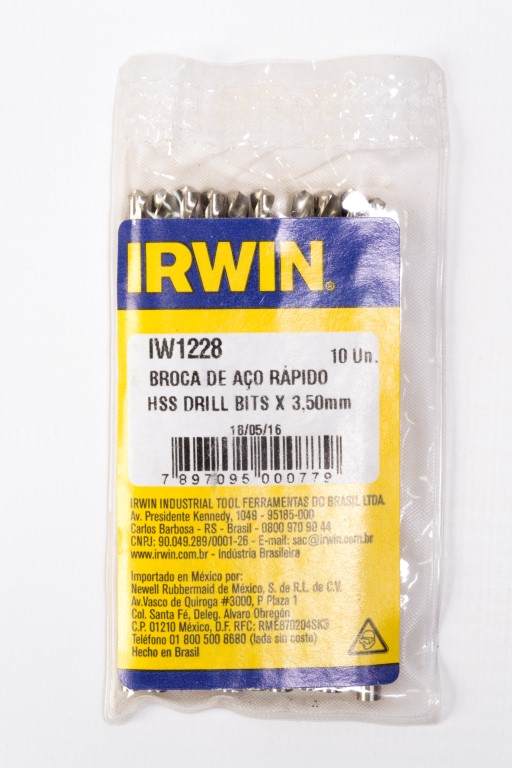 IRWIN®
IW1228 10 Un.
BROCA DE AÇO RÁPIDO
HSS DRILL BITS X 3,50mm
18/05/16
7 897095 000779
IRWIN INDUSTRIAL TOOL FERRAMENTAS DO BRASIL LTDA.
Av. Presidente Kennedy, 1049 - 95185-000
Carlos Barbosa - RS - Brasil - 0800 970 90 44
CNPJ: 90.049.289/0001-26 - E-mail: sac@irwin.com.br
www.irwin.com.br - Indústria Brasileira
Importado en México por:
Newell Rubbermaid de México, S. de R.L. de C.V.
Av.Vasco de Quiroga #3000, P Plaza 1
Col. Santa Fé, Deleg. Alvaro Obregón
C.P. 01210 México, D.F. RFC: RME870204SK3
Teléfono 01 800 500 8680 (lada sin costo)
Hecho en Brasil